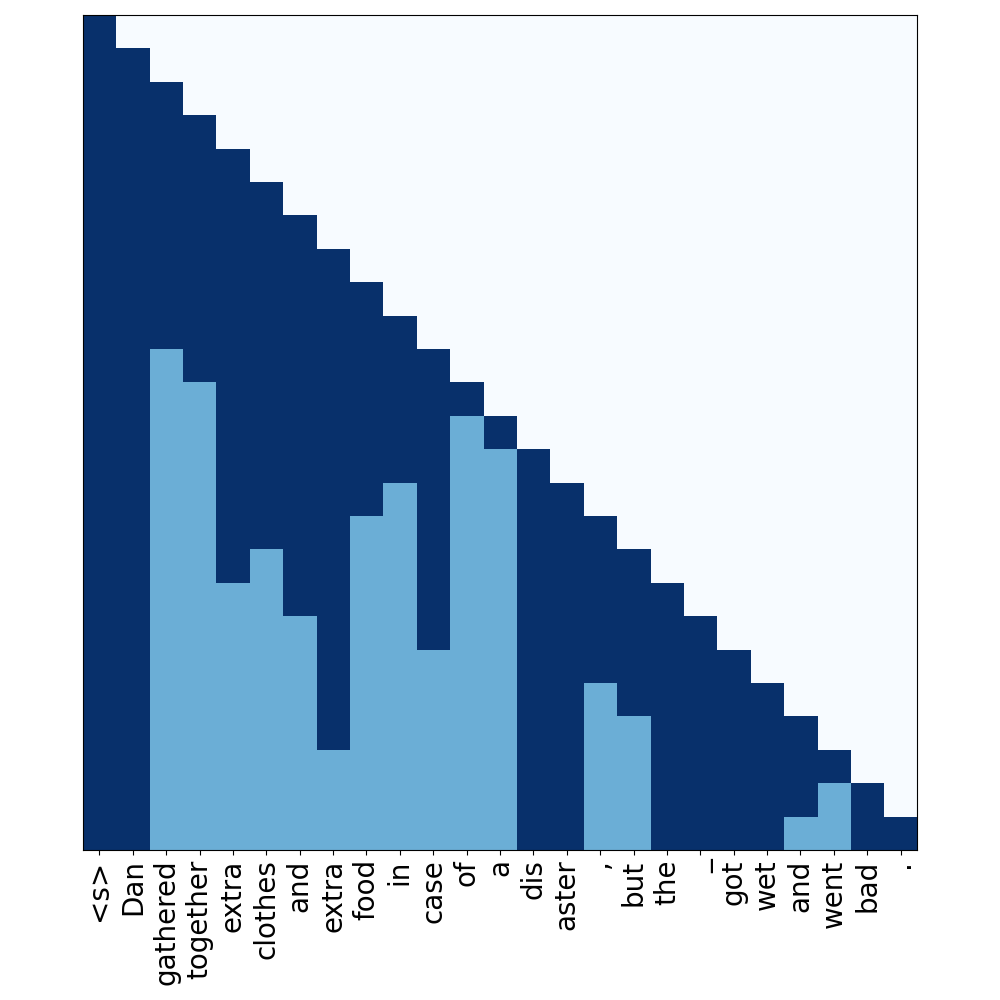 <s> Dan gathered together extra clothes and extra food in case of a dis aster , but the _ got wet and went bad .